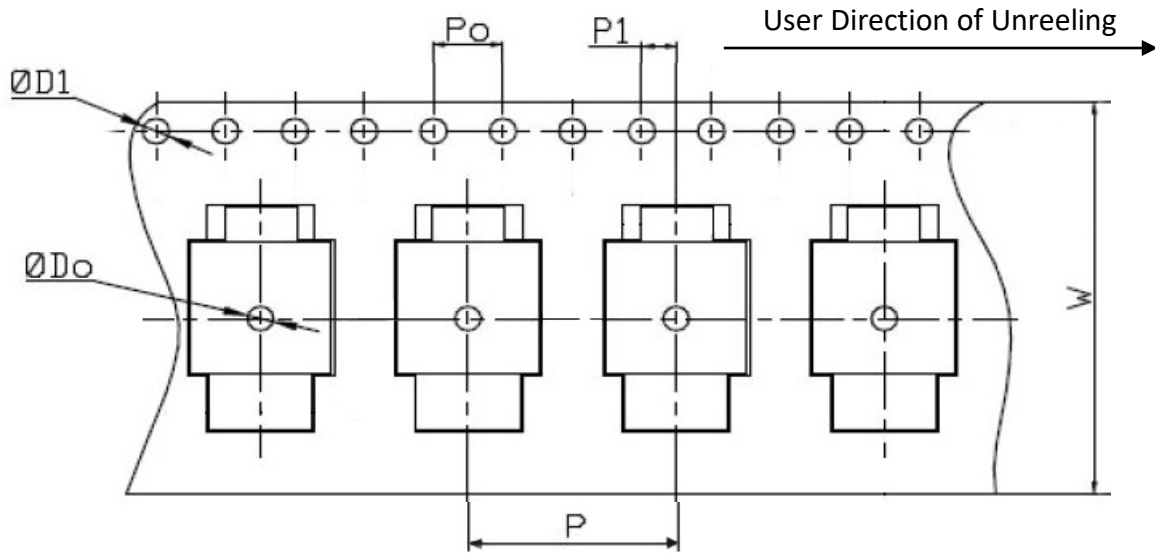 User Direction of Unreeling
Po
P1
ØD1
ØDo
W
P